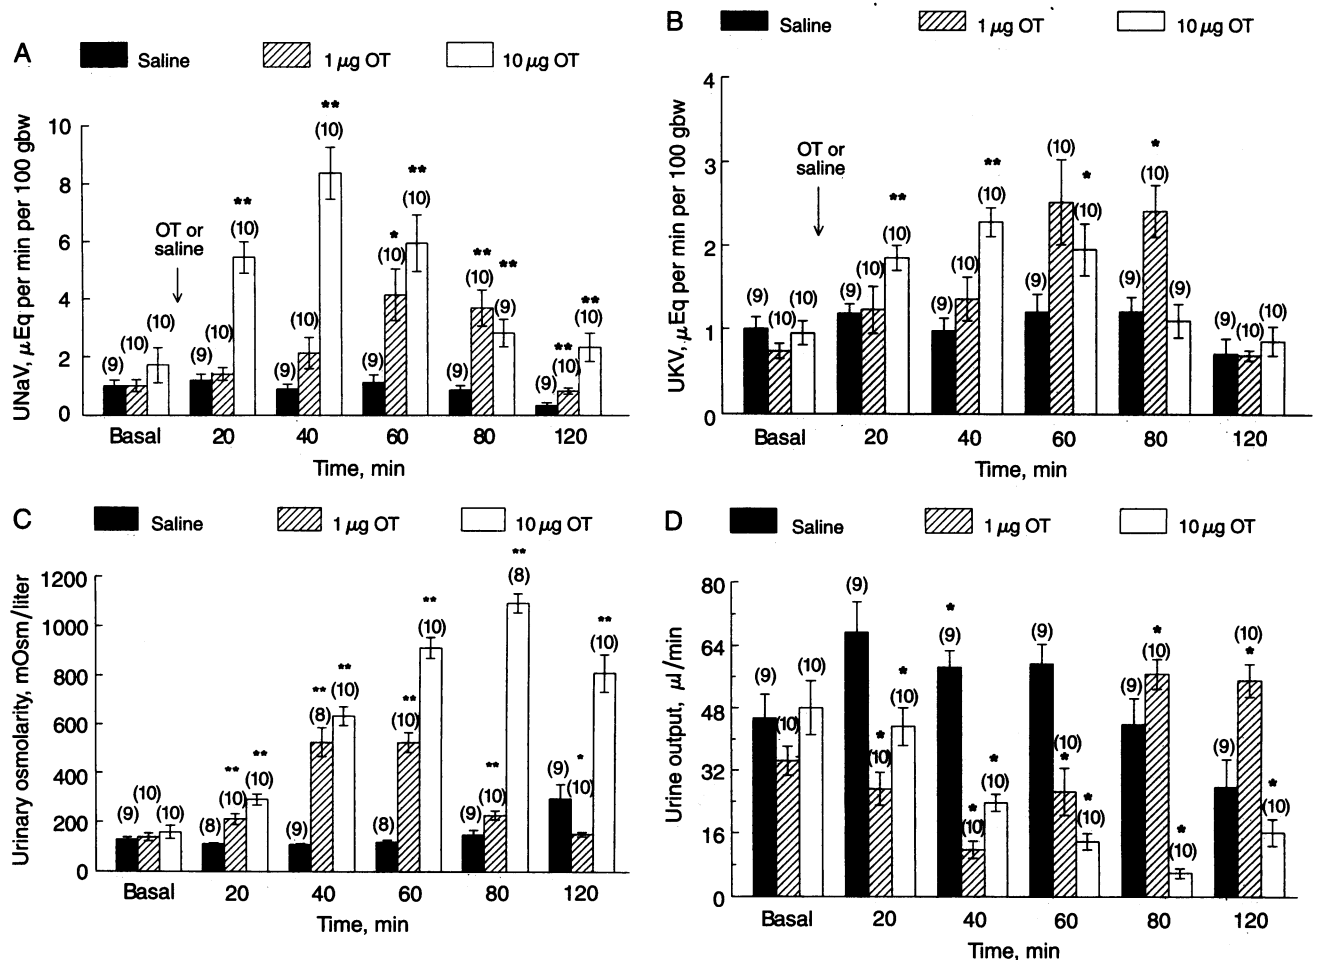 A
Saline
1 μg OT
10 μg OT
UNaV, μEq per min per 100 gbw
10
8
6
4
2
0
OT or
saline
(9) (10) (10)
(9) (10) (10) **
(9) (10) (10) **
(9) (10) * (10) **
(9) (10) ** (9) **
(9) (10) ** (10) **
Basal 20 40 60 80 120
Time, min
B
Saline
1 μg OT
10 μg OT
UKV, μEq per min per 100 gbw
4
3
2
1
0
OT or
saline
(9) (10) (10)
(9) (10) (10) **
(9) (10) (10) **
(9) (10) (10) *
(9) (10) * (9)
(9) (10) (10)
Basal 20 40 60 80 120
Time, min
C
Saline
1 μg OT
10 μg OT
Urinary osmolarity, mOsm/liter
1200
1000
800
600
400
200
0
(9) (10) (10)
(8) (10) ** (10) **
(9) (8) ** (10) **
(8) (10) ** (10) **
(9) (10) ** (8) **
(9) (10) * (10) **
Basal 20 40 60 80 120
Time, min
D
Saline
1 μg OT
10 μg OT
Urine output, μl/min
80
64
48
32
16
0
(9) (10) (10)
(9) (10) * (10) *
(9) * (10) * (10) *
(9) (10) * (10) *
(9) (10) * (10) *
(9) (10) * (10) *
Basal 20 40 60 80 120
Time, min